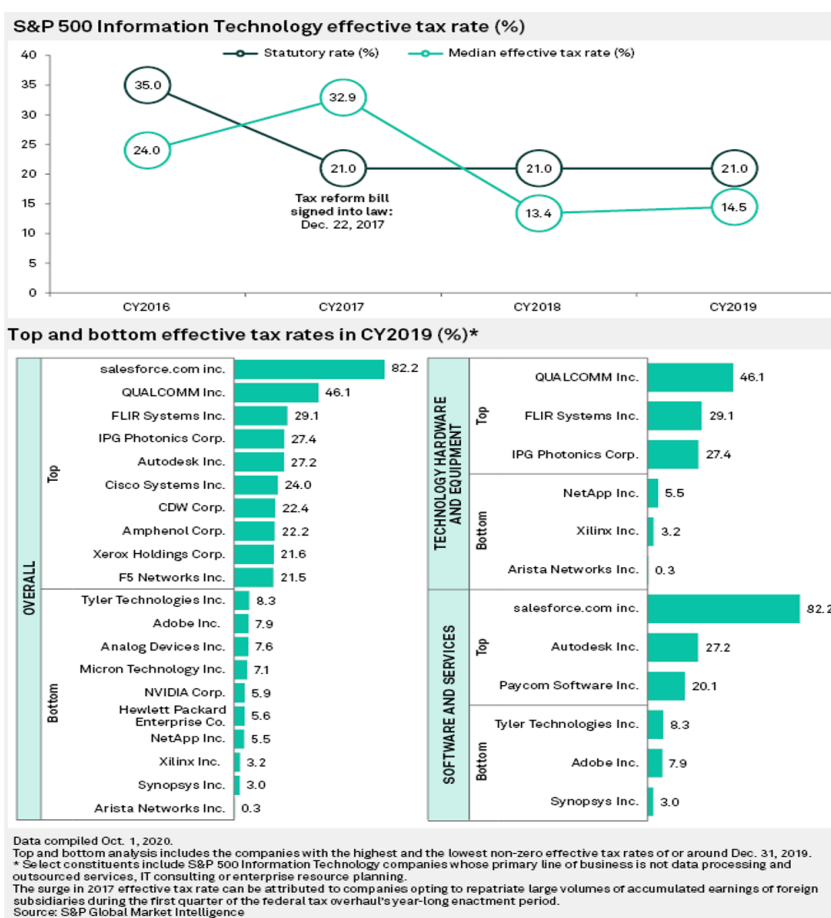 S&P 500 Information Technology effective tax rate (%)
Statutory rate (%)
Median effective tax rate (%)
40
35
30
25
20
15
10
5
0
35.0
24.0
32.9
21.0
21.0
13.4
21.0
14.5
Tax reform bill
signed into law:
Dec. 22, 2017
CY2016
CY2017
CY2018
CY2019
Top and bottom effective tax rates in CY2019 (%)*
OVERALL
Top
salesforce.com inc. 82.2
QUALCOMM Inc. 46.1
FLIR Systems Inc. 29.1
IPG Photonics Corp. 27.4
Autodesk Inc. 27.2
Cisco Systems Inc. 24.0
CDW Corp. 22.4
Amphenol Corp. 22.2
Xerox Holdings Corp. 21.6
F5 Networks Inc. 21.5
Bottom
Tyler Technologies Inc. 8.3
Adobe Inc. 7.9
Analog Devices Inc. 7.6
Micron Technology Inc. 7.1
NVIDIA Corp. 5.9
Hewlett Packard
Enterprise Co. 5.6
NetApp Inc. 5.5
Xilinx Inc. 3.2
Synopsys Inc. 3.0
Arista Networks Inc. 0.3
TECHNOLOGY HARDWARE
AND EQUIPMENT
Top
QUALCOMM Inc. 46.1
FLIR Systems Inc. 29.1
IPG Photonics Corp. 27.4
Bottom
NetApp Inc. 5.5
Xilinx Inc. 3.2
Arista Networks Inc. 0.3
SOFTWARE AND SERVICES
Top
salesforce.com inc. 82.2
Autodesk Inc. 27.2
Paycom Software Inc. 20.1
Bottom
Tyler Technologies Inc. 8.3
Adobe Inc. 7.9
Synopsys Inc. 3.0
Data compiled Oct. 1, 2020.
Top and bottom analysis includes the companies with the highest and the lowest non-zero effective tax rates of or around Dec. 31, 2019.
* Select constituents include S&P 500 Information Technology companies whose primary line of business is not data processing and
outsourced services, IT consulting or enterprise resource planning.
The surge in 2017 effective tax rate can be attributed to companies opting to repatriate large volumes of accumulated earnings of foreign
subsidiaries during the first quarter of the federal tax overhaul's year-long enactment period.
Source: S&P Global Market Intelligence